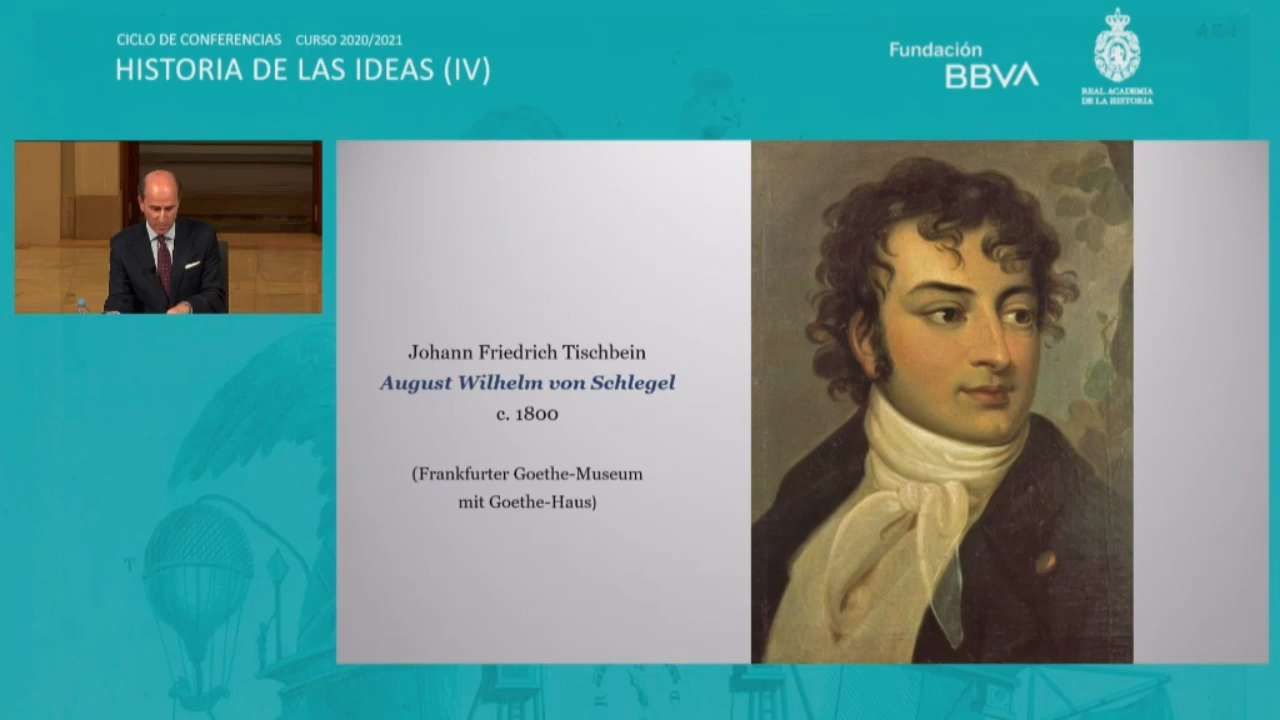 CICLO DE CONFERENCIAS CURSO 2020/2021
HISTORIA DE LAS IDEAS (IV)
Fundación
BBVA
REAL ACADEMIA
DE LA HISTORIA
Johann Friedrich Tischbein
August Wilhelm von Schlegel
c. 1800
(Frankfurter Goethe-Museum
mit Goethe-Haus)